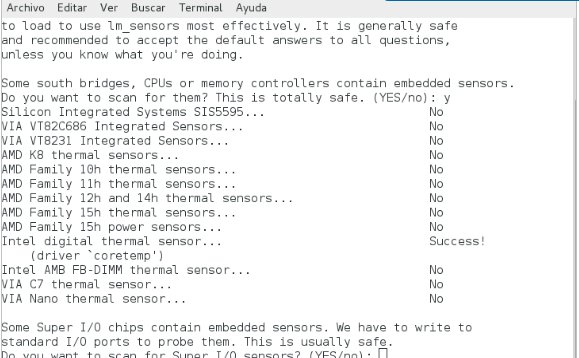 Archivo Editar Ver Buscar Terminal Ayuda
to load to use lm_sensors most effectively. It is generally safe
and recommended to accept the default answers to all questions,
unless you know what you're doing.

Some south bridges, CPUs or memory controllers contain embedded sensors.
Do you want to scan for them? This is totally safe. (YES/no): y
Silicon Integrated Systems SIS5595... No
VIA VT82C686 Integrated Sensors... No
VIA VT8231 Integrated Sensors... No
AMD K8 thermal sensors... No
AMD Family 10h thermal sensors... No
AMD Family 11h thermal sensors... No
AMD Family 12h and 14h thermal sensors... No
AMD Family 15h thermal sensors... No
AMD Family 15h power sensors... No
Intel digital thermal sensor... Success!
(driver `coretemp')
Intel AMB FB-DIMM thermal sensor... No
VIA C7 thermal sensor... No
VIA Nano thermal sensor... No

Some Super I/O chips contain embedded sensors. We have to write to
standard I/O ports to probe them. This is usually safe.
Do you want to scan for Super I/O sensors? (YES/no):